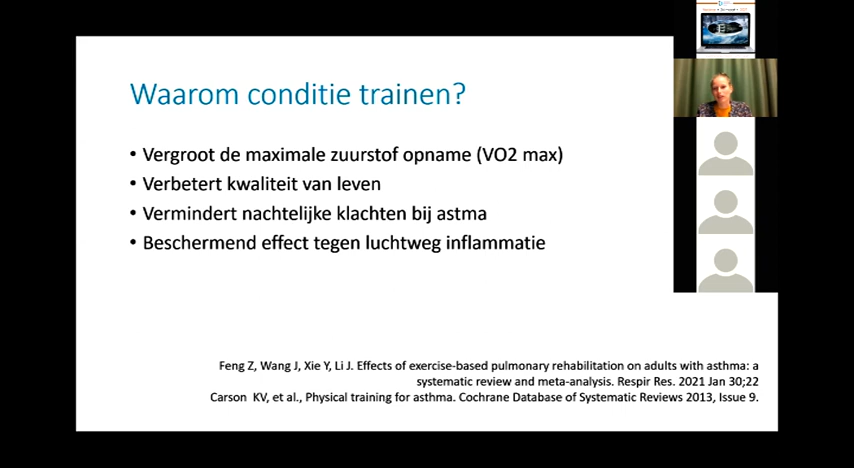 Waarom conditie trainen?
• Vergroot de maximale zuurstof opname (VO2 max)
• Verbetert kwaliteit van leven
• Vermindert nachtelijke klachten bij astma
• Beschermend effect tegen luchtweg inflammatie
Feng Z, Wang J, Xie Y, Li J. Effects of exercise-based pulmonary rehabilitation on adults with asthma: a
systematic review and meta-analysis. Respir Res. 2021 Jan 30;22
Carson KV, et al., Physical training for asthma. Cochrane Database of Systematic Reviews 2013, Issue 9.